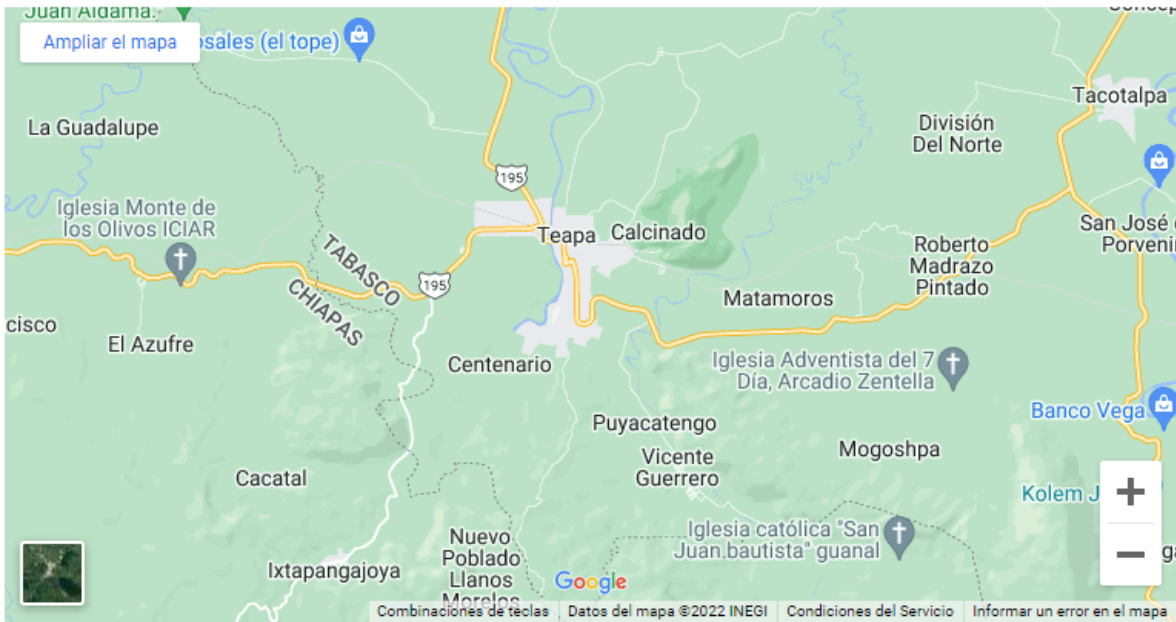 Juan Aldama.
Ampliar el mapa
osales (el tope)
Tacotalpa
La Guadalupe
División
Del Norte
195
Iglesia Monte de
los Olivos ICIAR
San José
Teapa
Calcinado
Roberto
Madrazo
Pintado
TABASCO
195
CHIAPAS
Matamoros
cisco
El Azufre
Centenario
Iglesia Adventista del 7
Día, Arcadio Zentella
Banco Vega
Puyacatengo
Mogoshpa
Vicente
Guerrero
Cacatal
Kolem J
+
Iglesia católica "San
Juan.bautista" guanal
Nuevo
Poblado
Llanos
Morelos
−
Ixtapangajoya
Google
Combinaciones de teclas
Datos del mapa ©2022 INEGI
Condiciones del Servicio
Informar un error en el mapa